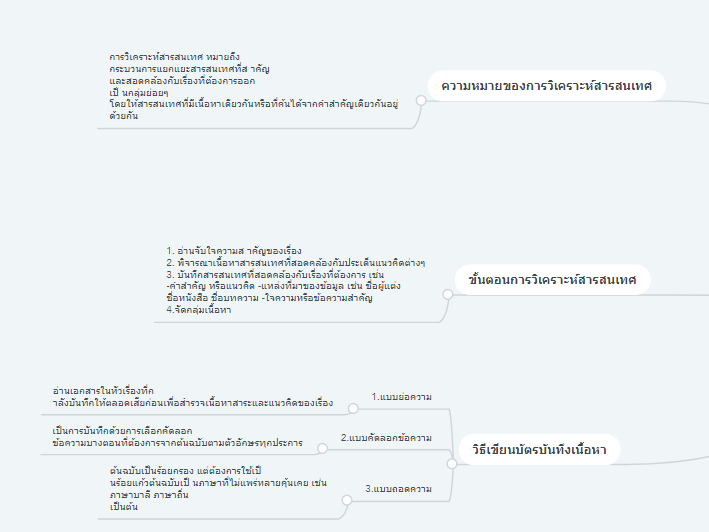 การวิเคราะห์สารสนเทศ หมายถึง
กระบวนการแยกแยะสารสนเทศที่ส าคัญ
และสอดคล้องกับเรื่องที่ต้องการออก
เป็ นกลุ่มย่อยๆ
โดยให้สารสนเทศที่มีเนื้อหาเดียวกันหรือที่ค้นได้จากคําสําคัญเดียวกันอยู่
ด้วยกัน
ความหมายของการวิเคราะห์สารสนเทศ
1. อ่านจับใจความส าคัญของเรื่อง
2. พิจารณาเนื้อหาสารสนเทศที่สอดคล้องกับประเด็นแนวคิดต่างๆ
3. บันทึกสารสนเทศที่สอดคล้องกับเรื่องที่ต้องการ เช่น
-คําสําคัญ หรือแนวคิด -แหล่งที่มาของข้อมูล เช่น ชื่อผู้แต่ง
ชื่อหนังสือ ชื่อบทความ -ใจความหรือข้อความสําคัญ
4.จัดกลุ่มเนื้อหา
ขั้นตอนการวิเคราะห์สารสนเทศ
อ่านเอกสารในหัวเรื่องที่ก
าลังบันทึกให้ตลอดเสียก่อนเพื่อสํารวจเนื้อหาสาระและแนวคิดของเรื่อง
1.แบบย่อความ
เป็นการบันทึกด้วยการเลือกคัดลอก
ข้อความบางตอนที่ต้องการจากต้นฉบับตามตัวอักษรทุกประการ
2.แบบคัดลอกข้อความ
วิธีเขียนบัตรบันทึงเนื้อหา
ต้นฉบับเป็นร้อยกรอง แต่ต้องการใช้เป็
นร้อยแก้วต้นฉบับเป็ นภาษาที่ไม่แพร่หลายคุ้นเคย เช่น
ภาษาบาลี ภาษาถิ่น
เป็นต้น
3.แบบถอดความ